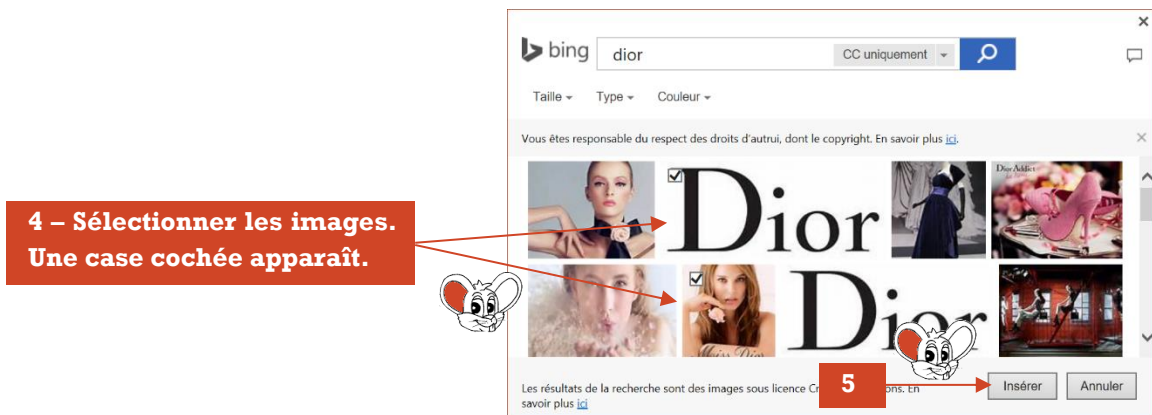 bing
dior
CC uniquement
Taille
Type
Couleur
Vous êtes responsable du respect des droits d'autrui, dont le copyright. En savoir plus ici.
4 – Sélectionner les images.
Une case cochée apparaît.
Dior
Dior Addict
Miss Dior
Dior
5
Les résultats de la recherche sont des images sous licence Cr ons. En
savoir plus ici
Insérer
Annuler